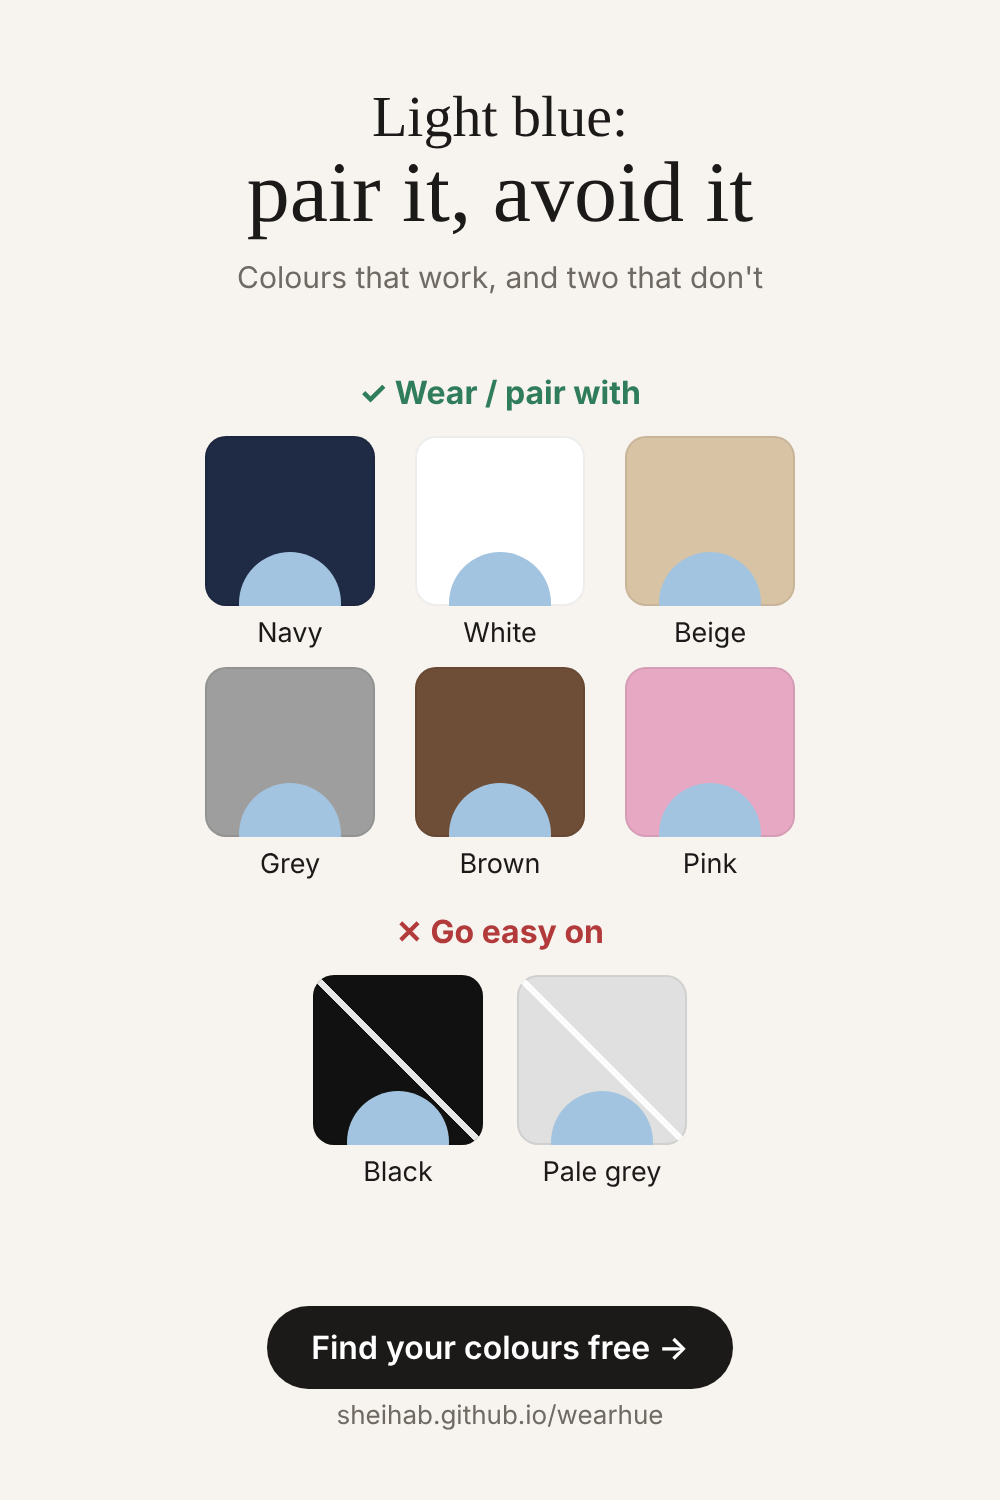 Light blue:
pair it, avoid it
Colours that work, and two that don't
✓ Wear / pair with
Navy White Beige
Grey Brown Pink
✕ Go easy on
Black Pale grey
Find your colours free →
sheihab.github.io/wearhue